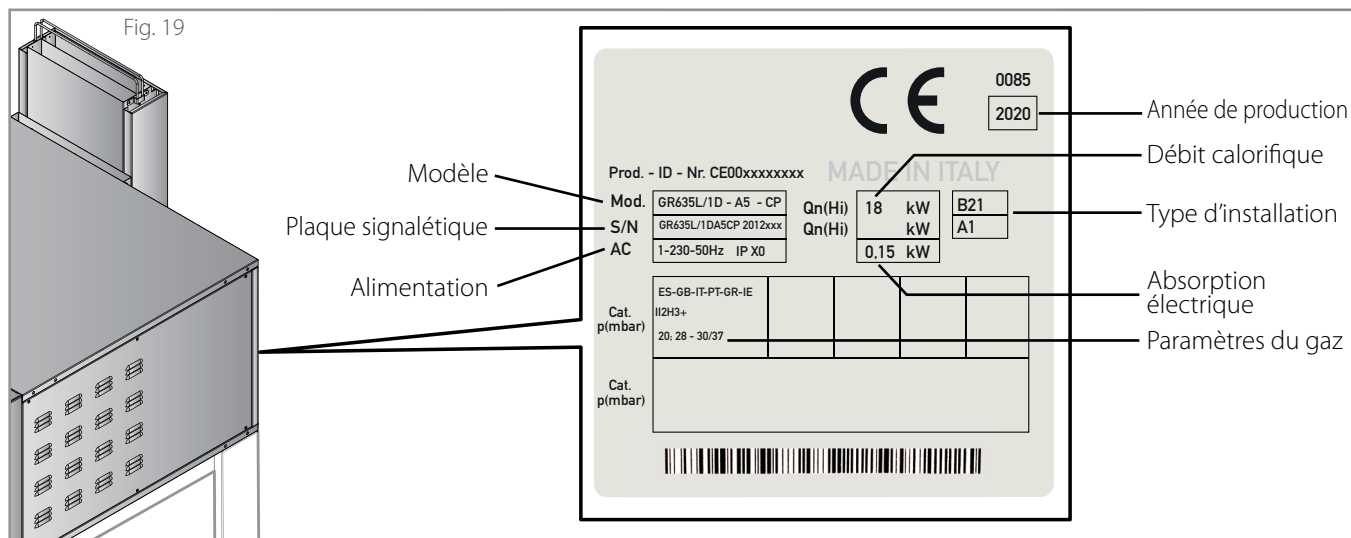 Fig. 19
CE
0085
2020
Année de production
MADE IN ITALY
Débit calorifique
Prod. - ID - Nr. CE00xxxxxxxx
Modèle
Mod. GR635L/1D - A5 - CP
Qn(Hi) 18 kW
B21
Type d'installation
Plaque signalétique
S/N GR635L/1DA5CP 2012xxx
Qn(Hi) kW
A1
Alimentation
AC 1-230-50Hz IP X0
0,15 kW
Absorption
électrique
Cat.
p(mbar)
ES-GB-IT-PT-GR-IE
II2H3+
20; 28 - 30/37
Paramètres du gaz
Cat.
p(mbar)